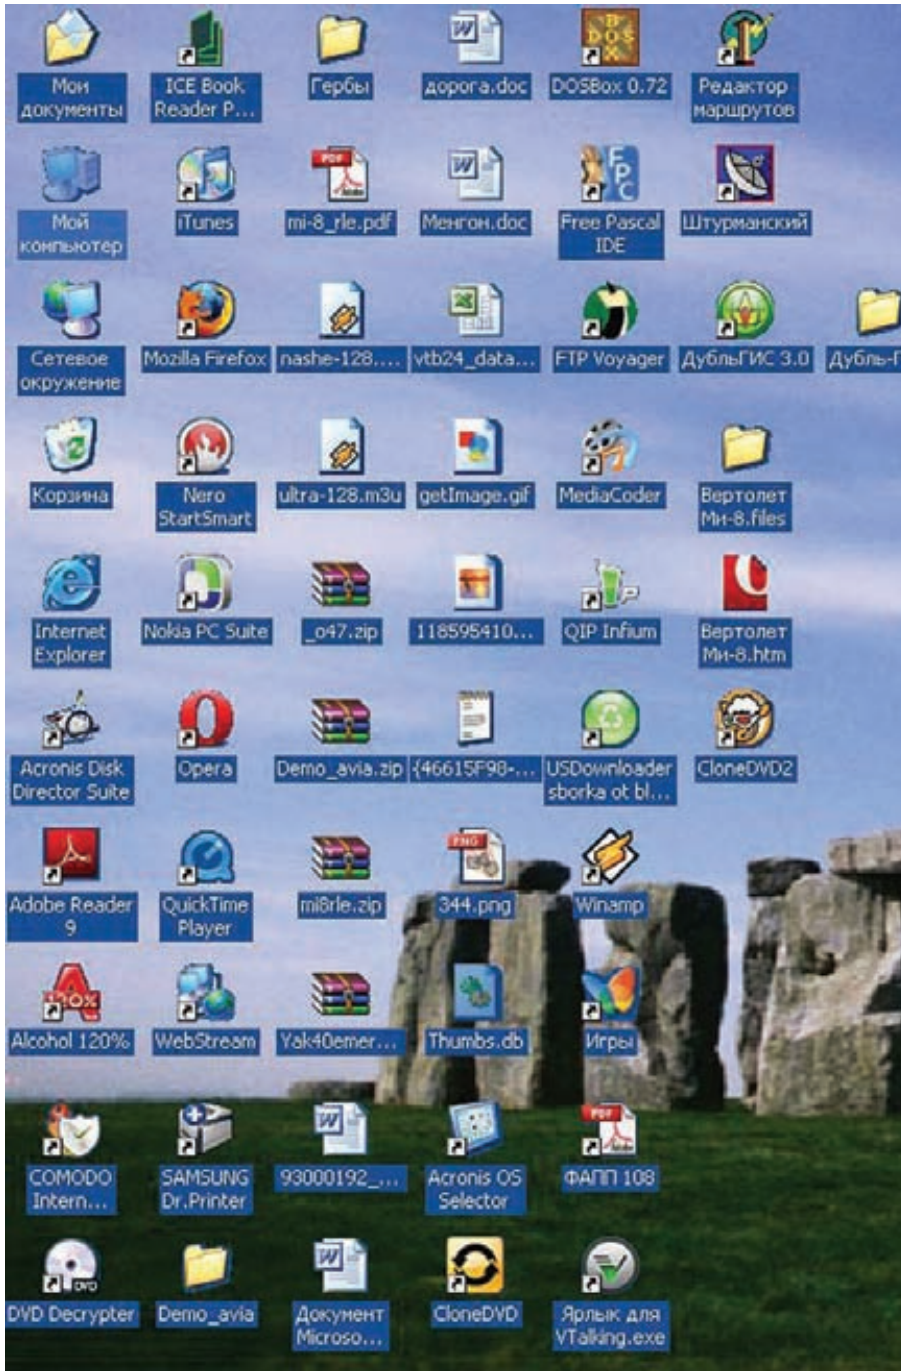 Мои
документы
ICE Book
Reader P...
Гербы
дорога.doc
DOSBox 0.72
Редактор
маршрутов
Мой
компьютер
iTunes
mi-8_rle.pdf
Менгон.doc
Free Pascal
IDE
Штурманский
Сетевое
окружение
Mozilla Firefox
nashe-128....
vtb24_data...
FTP Voyager
ДубльГИС 3.0
Дубль-Г
Корзина
Nero
StartSmart
ultra-128.m3u
getImage.gif
MediaCoder
Вертолет
Ми-8.files
Internet
Explorer
Nokia PC Suite
_o47.zip
118595410...
QIP Infium
Вертолет
Ми-8.htm
Acronis Disk
Director Suite
Opera
Demo_avia.zip
{46615F98-...
USDownloader
sborka ot bl...
CloneDVD2
Adobe Reader
9
QuickTime
Player
mi8rle.zip
344.png
Winamp
Alcohol 120%
WebStream
Yak40emer...
Thumbs.db
Игры
COMODO
Intern...
SAMSUNG
Dr.Printer
93000192_...
Acronis OS
Selector
ФАПП 108
DVD Decrypter
Demo_avia
Документ
Microso...
CloneDVD
Ярлык для
VTalking.exe